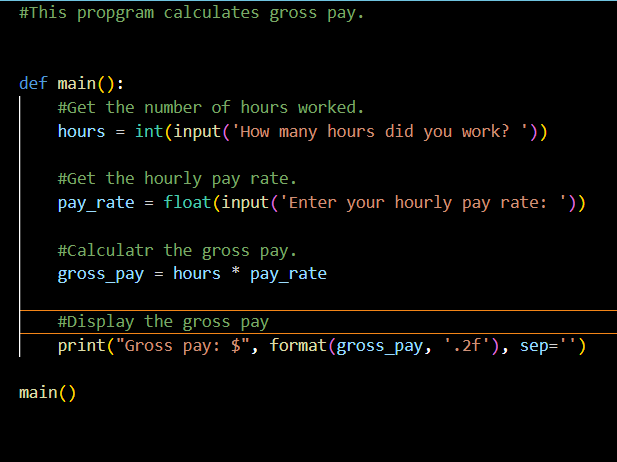 #This propgram calculates gross pay.
def main():
#Get the number of hours worked.
hours = int(input('How many hours did you work? '))
#Get the hourly pay rate.
pay_rate = float(input('Enter your hourly pay rate: '))
#Calculatr the gross pay.
gross_pay = hours * pay_rate
#Display the gross pay
print("Gross pay: $", format(gross_pay, '.2f'), sep='')
main()